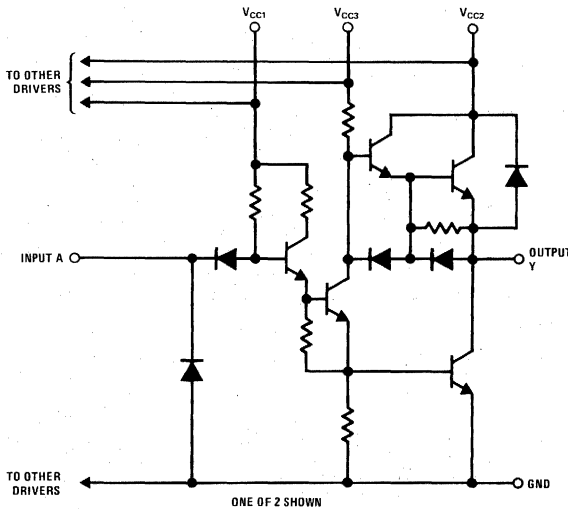 VCC1
VCC3
VCC2
TO OTHER
DRIVERS
INPUT A
OUTPUT
Y
TO OTHER
DRIVERS
GND
ONE OF 2 SHOWN